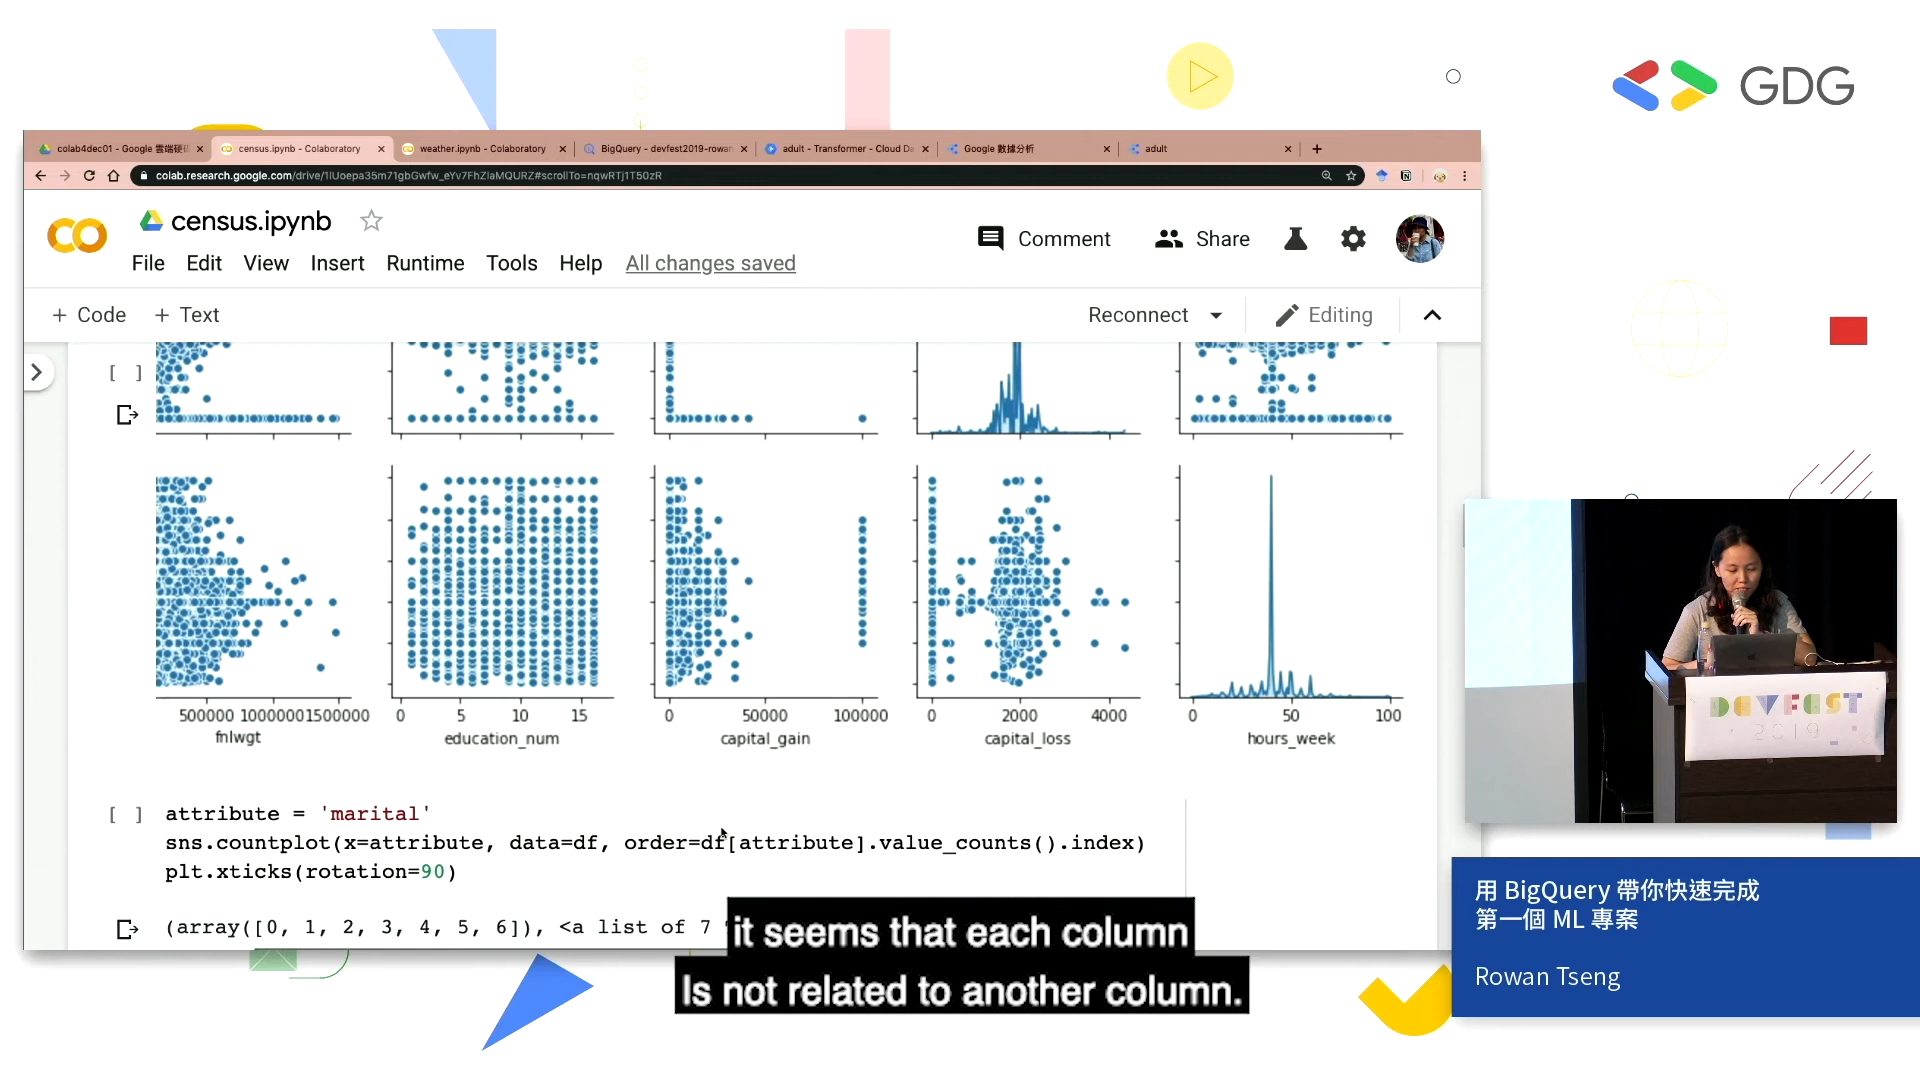 GDG
colab4dec01 - Google 雲端硬
census.ipynb - Colaboratory
weather.ipynb - Colaboratory
BigQuery - devfest2019-rowan
adult - Transformer - Cloud Da
Google 數據分析
adult
colab.research.google.com/drive/1IUoepa35m71gbGwfw_eYv7FhZIaMQURZ#scrollTo=nqwRTj1T50zR
census.ipynb
Comment
Share
File Edit View Insert Runtime Tools Help All changes saved
+ Code + Text
Reconnect
Editing
[ ]
500000 1000000 1500000
fnlwgt
0 5 10 15
education_num
0 50000 100000
capital_gain
0 2000 4000
capital_loss
0 50 100
hours_week
[ ] attribute = 'marital'
sns.countplot(x=attribute, data=df, order=df[attribute].value_counts().index)
plt.xticks(rotation=90)
(array([0, 1, 2, 3, 4, 5, 6]), <a list of 7
it seems that each column
Is not related to another column.
DEVFEST
2019
用 BigQuery 帶你快速完成
第一個 ML 專案
Rowan Tseng